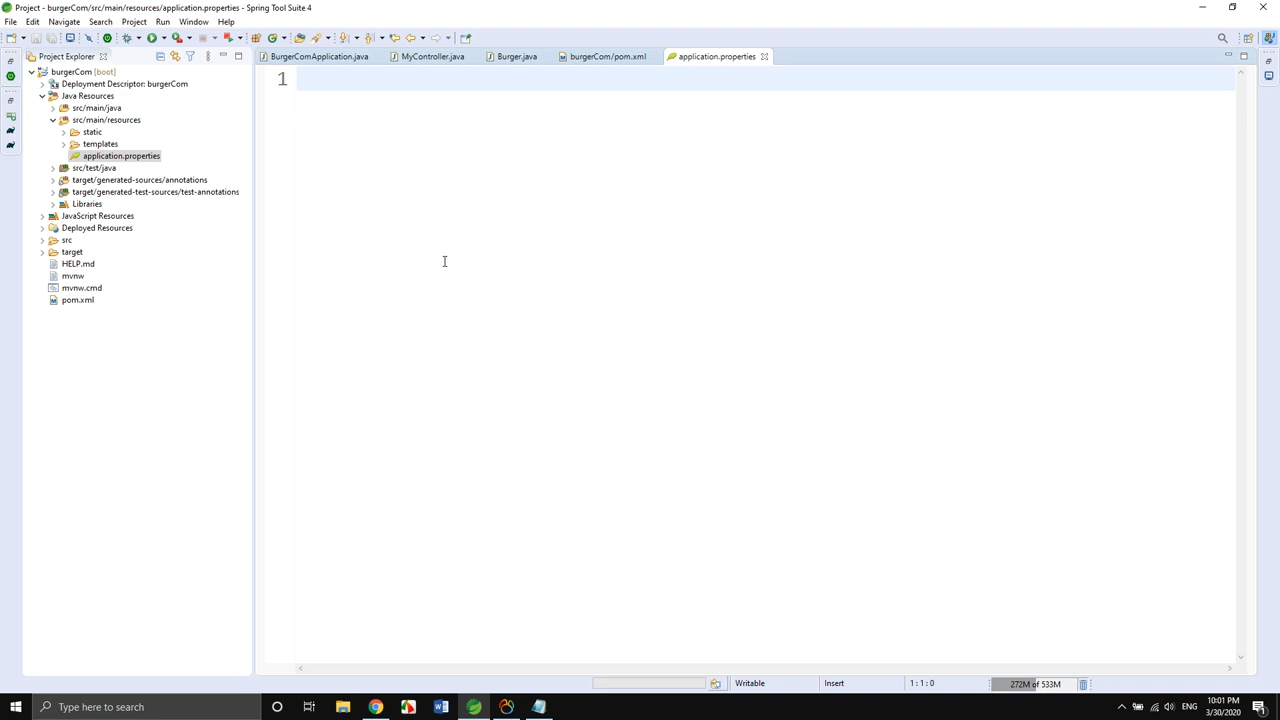 Project - burgerCom/src/main/resources/application.properties - Spring Tool Suite 4
File Edit Navigate Search Project Run Window Help
Project Explorer
BurgerComApplication.java MyController.java Burger.java burgerCom/pom.xml application.properties
burgerCom [boot]
Deployment Descriptor: burgerCom
Java Resources
src/main/java
src/main/resources
static
templates
application.properties
src/test/java
target/generated-sources/annotations
target/generated-test-sources/test-annotations
Libraries
JavaScript Resources
Deployed Resources
src
target
HELP.md
mvnw
mvnw.cmd
pom.xml
1
Writable Insert 1 : 1 : 0 272M of 533M
Type here to search
ENG
10:01 PM
3/30/2020
1